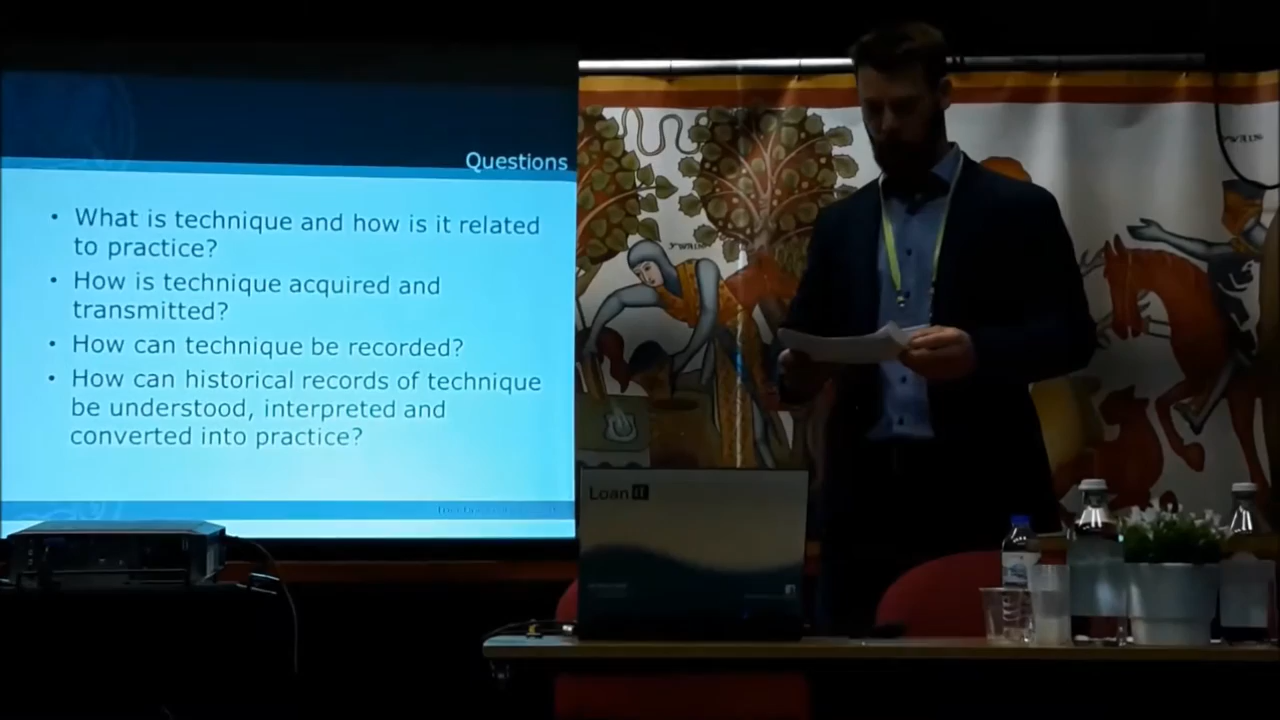 Questions
• What is technique and how is it related
to practice?
• How is technique acquired and
transmitted?
• How can technique be recorded?
• How can historical records of technique
be understood, interpreted and
converted into practice?
Loan it